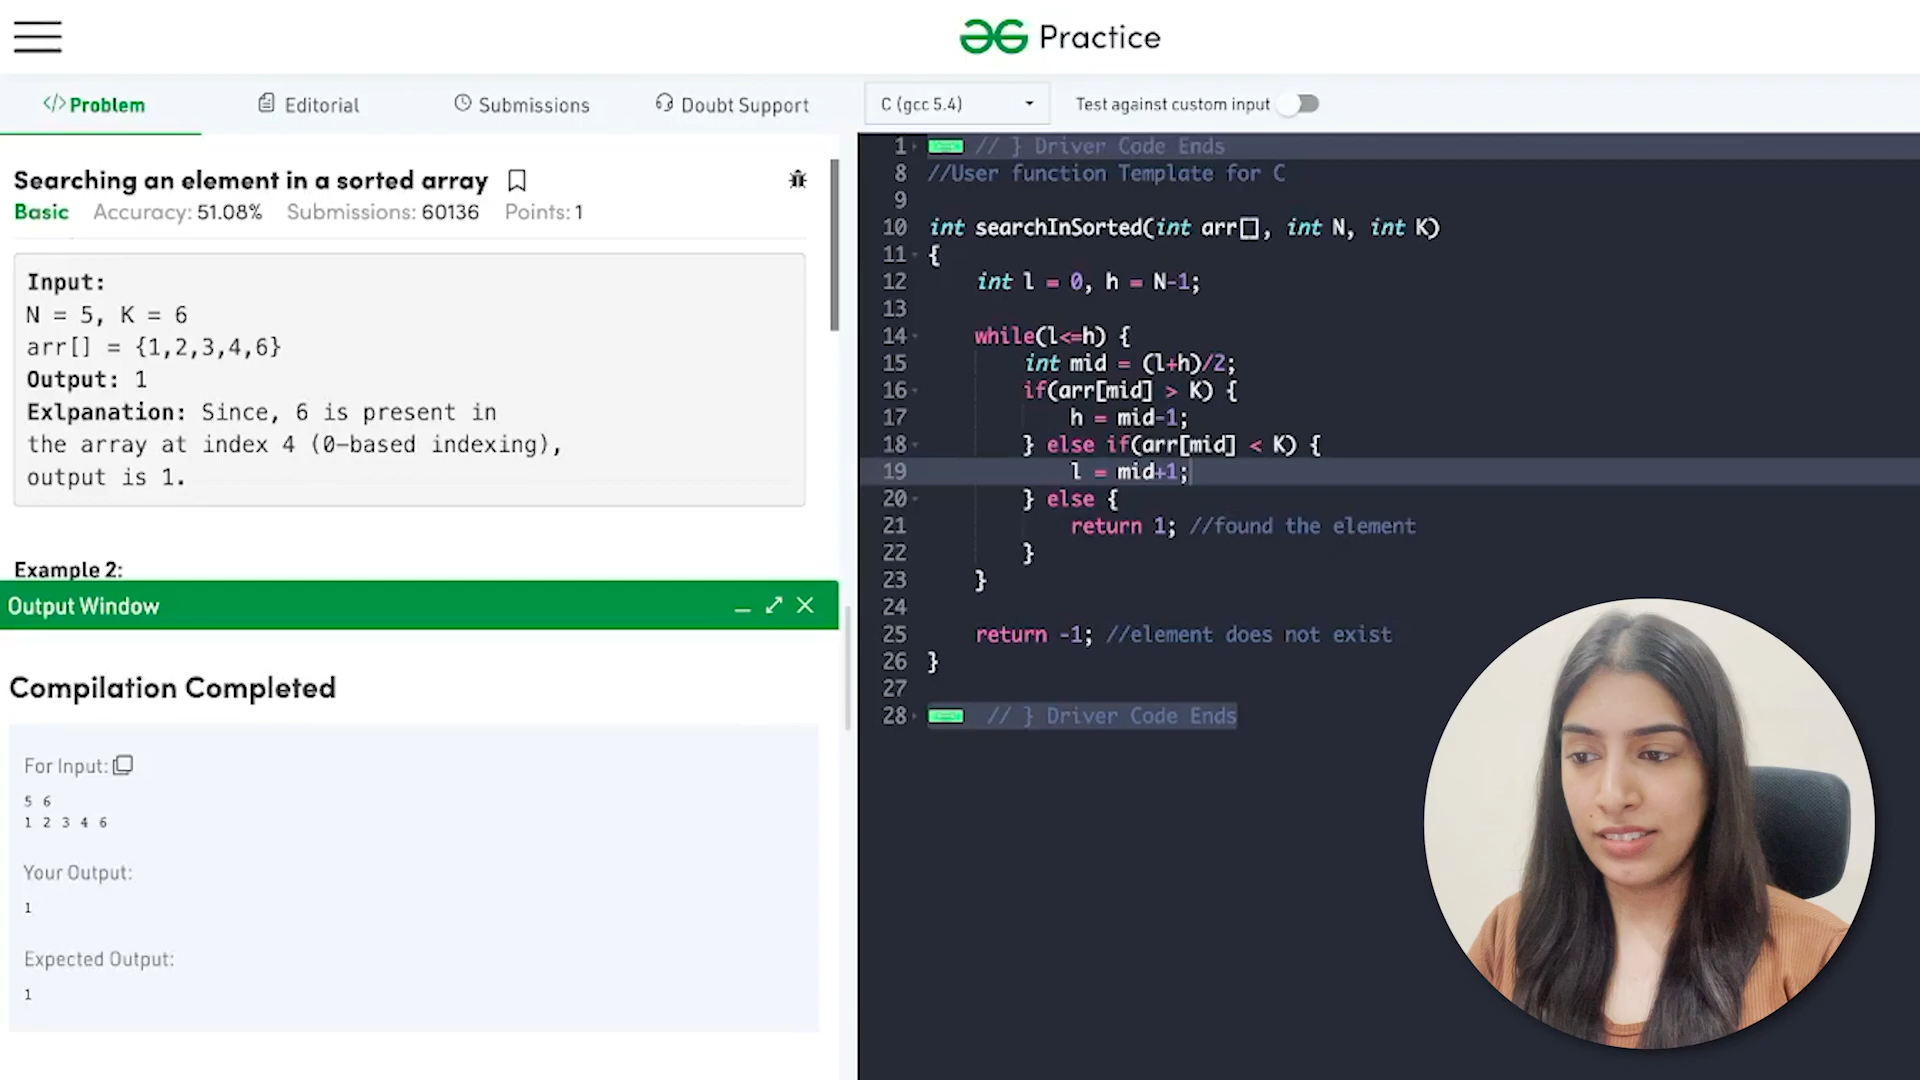 Practice
</>Problem
Editorial
Submissions
Doubt Support
C (gcc 5.4)
Test against custom input
Searching an element in a sorted array
Basic Accuracy: 51.08% Submissions: 60136 Points: 1
Input:
N = 5, K = 6
arr[] = {1,2,3,4,6}
Output: 1
Exlpanation: Since, 6 is present in
the array at index 4 (0-based indexing),
output is 1.
Example 2:
Output Window
Compilation Completed
For Input:
5 6
1 2 3 4 6
Your Output:
1
Expected Output:
1
1 // } Driver Code Ends
8 //User function Template for C
9
10 int searchInSorted(int arr[], int N, int K)
11 {
12 int l = 0, h = N-1;
13
14 while(l<=h) {
15 int mid = (l+h)/2;
16 if(arr[mid] > K) {
17 h = mid-1;
18 } else if(arr[mid] < K) {
19 l = mid+1;
20 } else {
21 return 1; //found the element
22 }
23 }
24
25 return -1; //element does not exist
26 }
27
28 // } Driver Code Ends